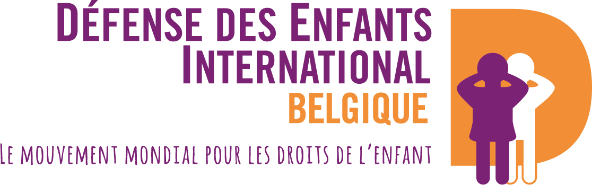 DÉFENSE DES ENFANTS
INTERNATIONAL
BELGIQUE
LE MOUVEMENT MONDIAL POUR LES DROITS DE L'ENFANT